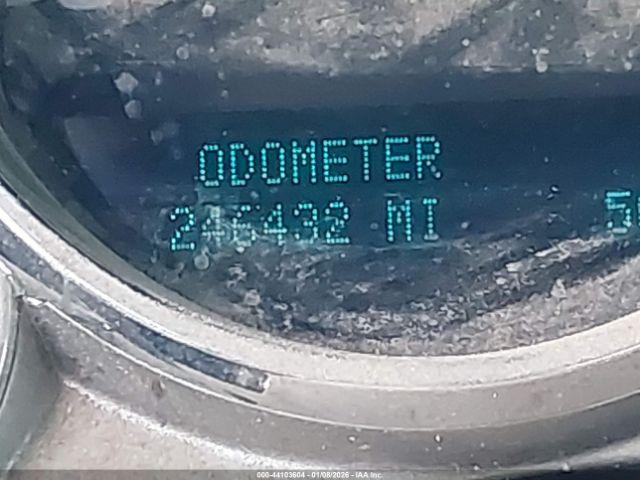 ODOMETER
246432 MI
000-44103604 - 01/08/2026 - IAA Inc.